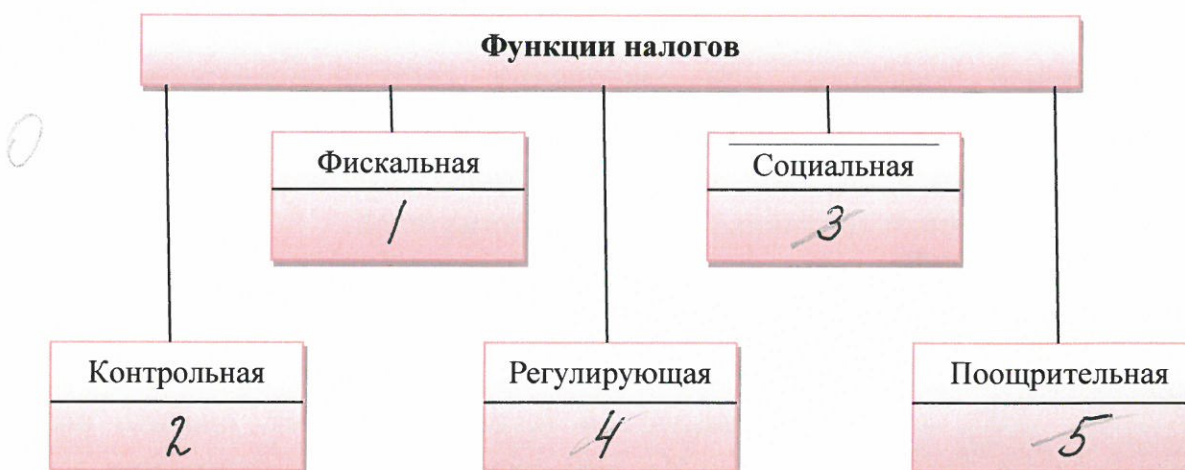 Функции налогов
Фискальная
1
Социальная
3
Контрольная
2
Регулирующая
4
Поощрительная
5